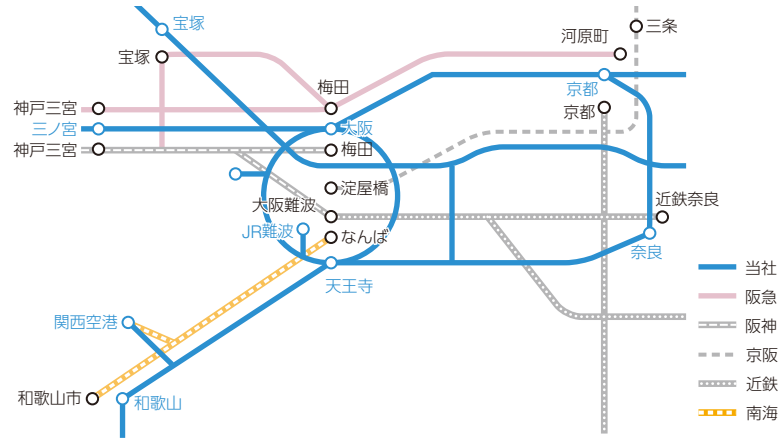 宝塚
三条
河原町
宝塚
梅田
京都
神戸三宮
京都
三ノ宮
大阪
神戸三宮
梅田
淀屋橋
大阪難波
近鉄奈良
JR難波
なんば
奈良
当社
天王寺
阪急
関西空港
阪神
京阪
近鉄
和歌山市
和歌山
南海